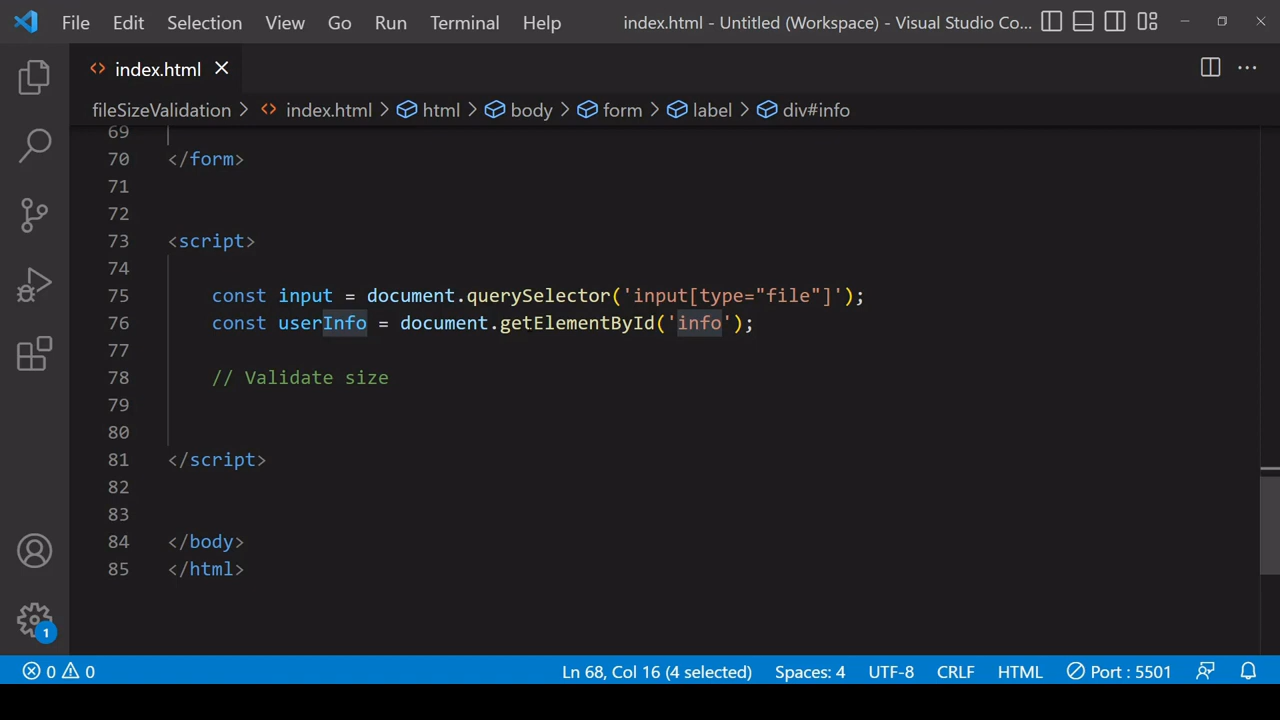 File Edit Selection View Go Run Terminal Help index.html - Untitled (Workspace) - Visual Studio Co...
index.html
fileSizeValidation > index.html > html > body > form > label > div#info
69
70 </form>
71
72
73 <script>
74
75 const input = document.querySelector('input[type="file"]');
76 const userInfo = document.getElementById('info');
77
78 // Validate size
79
80
81 </script>
82
83
84 </body>
85 </html>
1
0 0 Ln 68, Col 16 (4 selected) Spaces: 4 UTF-8 CRLF HTML Port : 5501